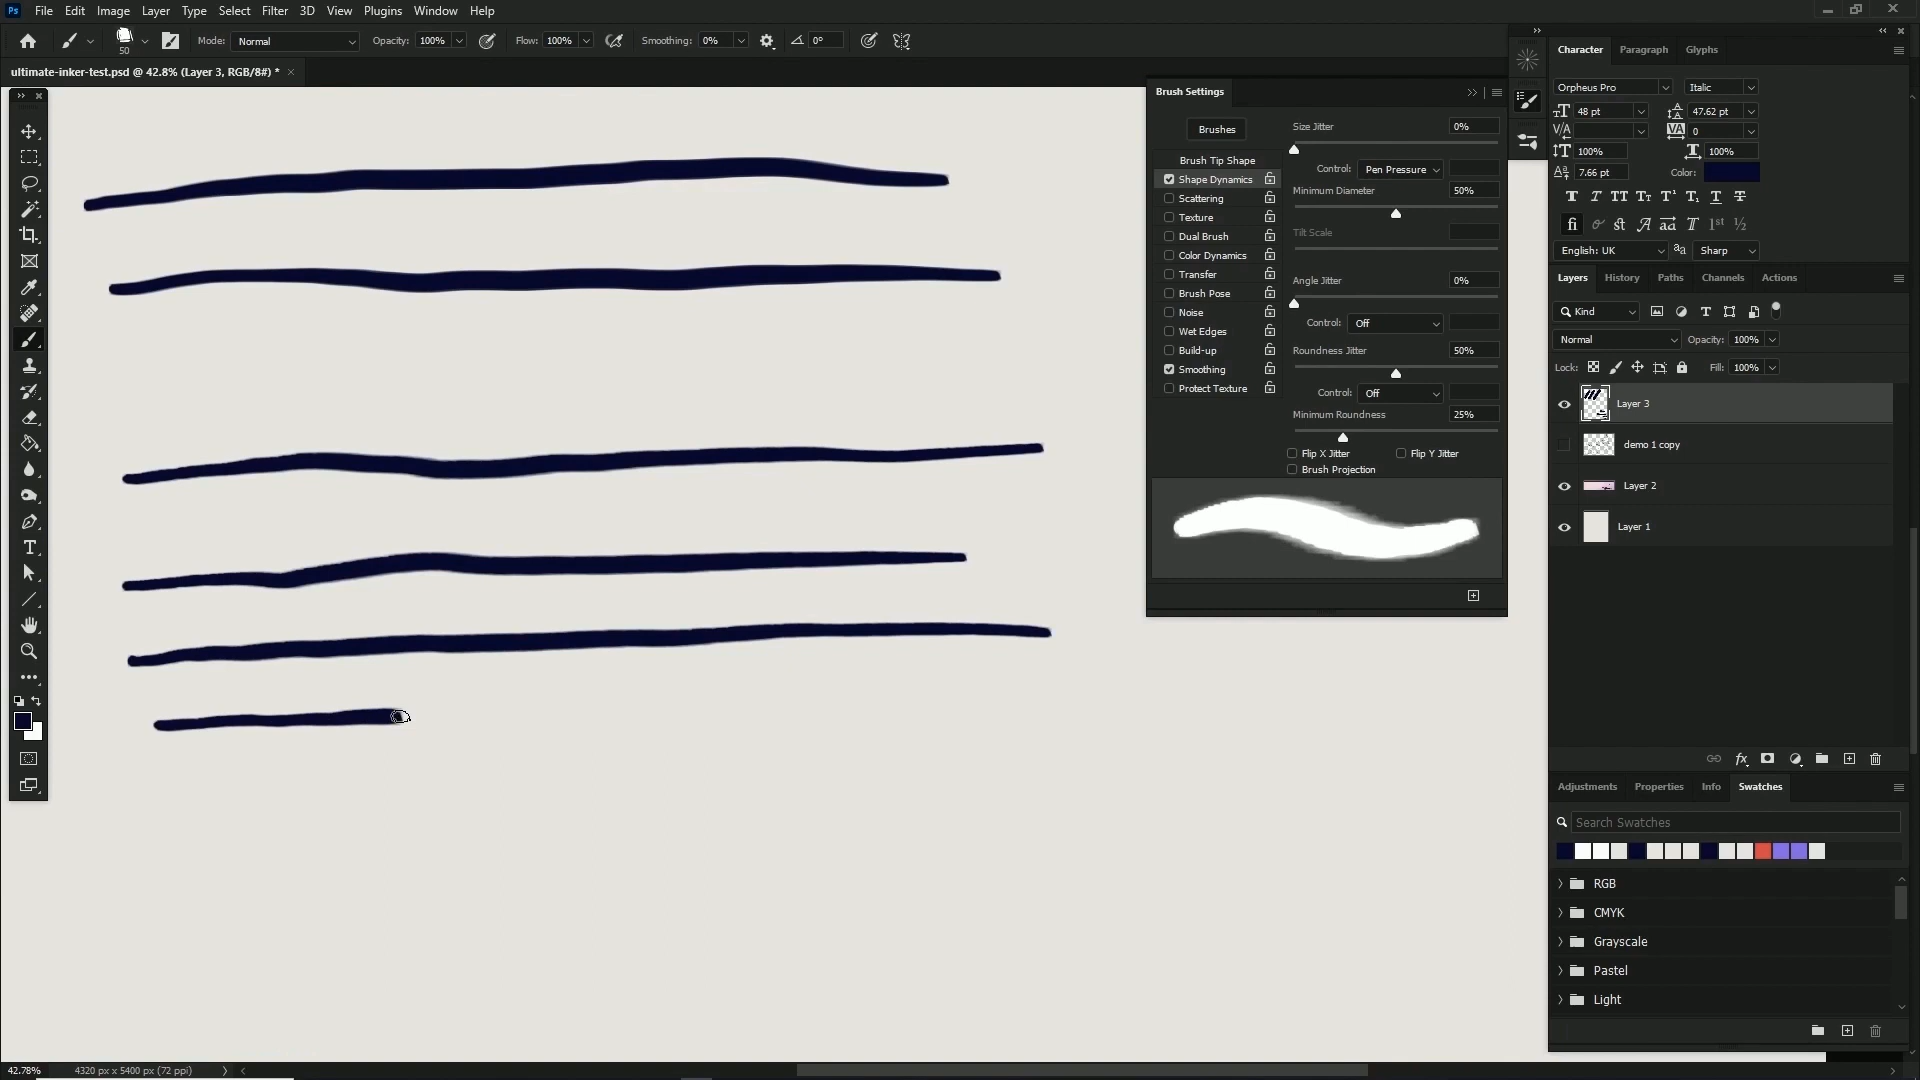 Ps File Edit Image Layer Type Select Filter 3D View Plugins Window Help
50 Mode: Normal Opacity: 100% Flow: 100% Smoothing: 0% 0°
ultimate-inker-test.psd @ 42.8% (Layer 3, RGB/8#) *
Brush Settings
Brushes
Brush Tip Shape
Shape Dynamics
Scattering
Texture
Dual Brush
Color Dynamics
Transfer
Brush Pose
Noise
Wet Edges
Build-up
Smoothing
Protect Texture
Size Jitter 0%
Control: Pen Pressure
Minimum Diameter 50%
Tilt Scale
Angle Jitter 0%
Control: Off
Roundness Jitter 50%
Control: Off
Minimum Roundness 25%
Flip X Jitter Flip Y Jitter
Brush Projection
Character Paragraph Glyphs
Orpheus Pro Italic
48 pt 47.62 pt
0
100% 100%
7.66 pt Color:
English: UK Sharp
Layers History Paths Channels Actions
Kind
Normal Opacity: 100%
Lock: Fill: 100%
Layer 3
demo 1 copy
Layer 2
Layer 1
Adjustments Properties Info Swatches
Search Swatches
RGB
CMYK
Grayscale
Pastel
Light
42.78% 4320 px x 5400 px (72 ppi)